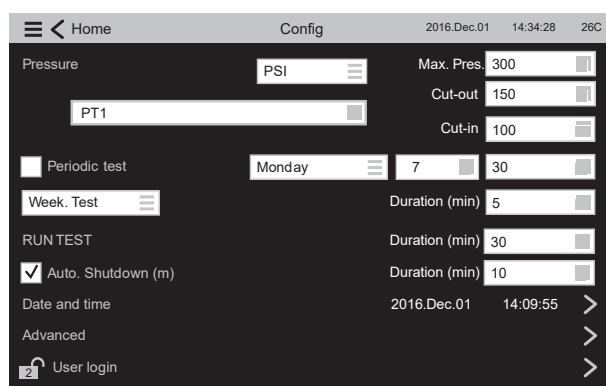 Home Config 2016.Dec.01 14:34:28 26C
Pressure PSI Max. Pres. 300
Cut-out 150
PT1
Cut-in 100
Periodic test Monday 7 30
Week. Test Duration (min) 5
RUN TEST Duration (min) 30
Auto. Shutdown (m) Duration (min) 10
Date and time 2016.Dec.01 14:09:55
Advanced
2 User login